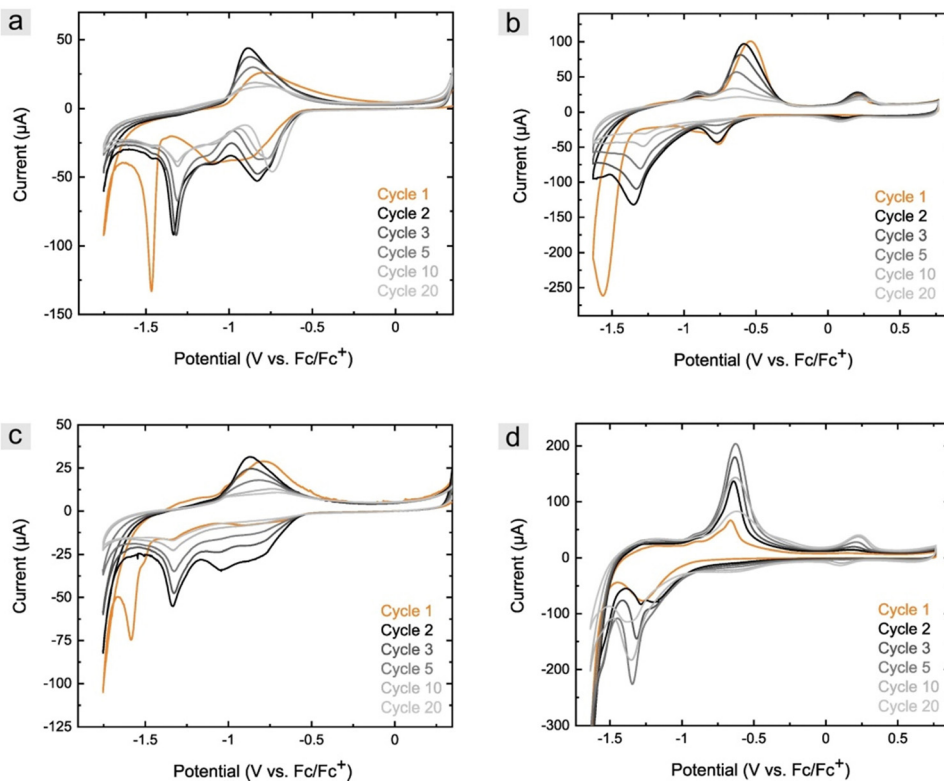 a
50
0
-50
-100
-150
Current (µA)
Cycle 1
Cycle 2
Cycle 3
Cycle 5
Cycle 10
Cycle 20
-1.5
-1
-0.5
0
Potential (V vs. Fc/Fc+)
b
150
100
50
0
-50
-100
-150
-200
-250
Current (µA)
Cycle 1
Cycle 2
Cycle 3
Cycle 5
Cycle 10
Cycle 20
-1.5
-1
-0.5
0
0.5
Potential (V vs. Fc/Fc+)
c
50
25
0
-25
-50
-75
-100
-125
Current (µA)
Cycle 1
Cycle 2
Cycle 3
Cycle 5
Cycle 10
Cycle 20
-1.5
-1
-0.5
0
Potential (V vs. Fc/Fc+)
d
200
100
0
-100
-200
-300
Current (µA)
Cycle 1
Cycle 2
Cycle 3
Cycle 5
Cycle 10
Cycle 20
-1.5
-1
-0.5
0
0.5
Potential (V vs. Fc/Fc+)